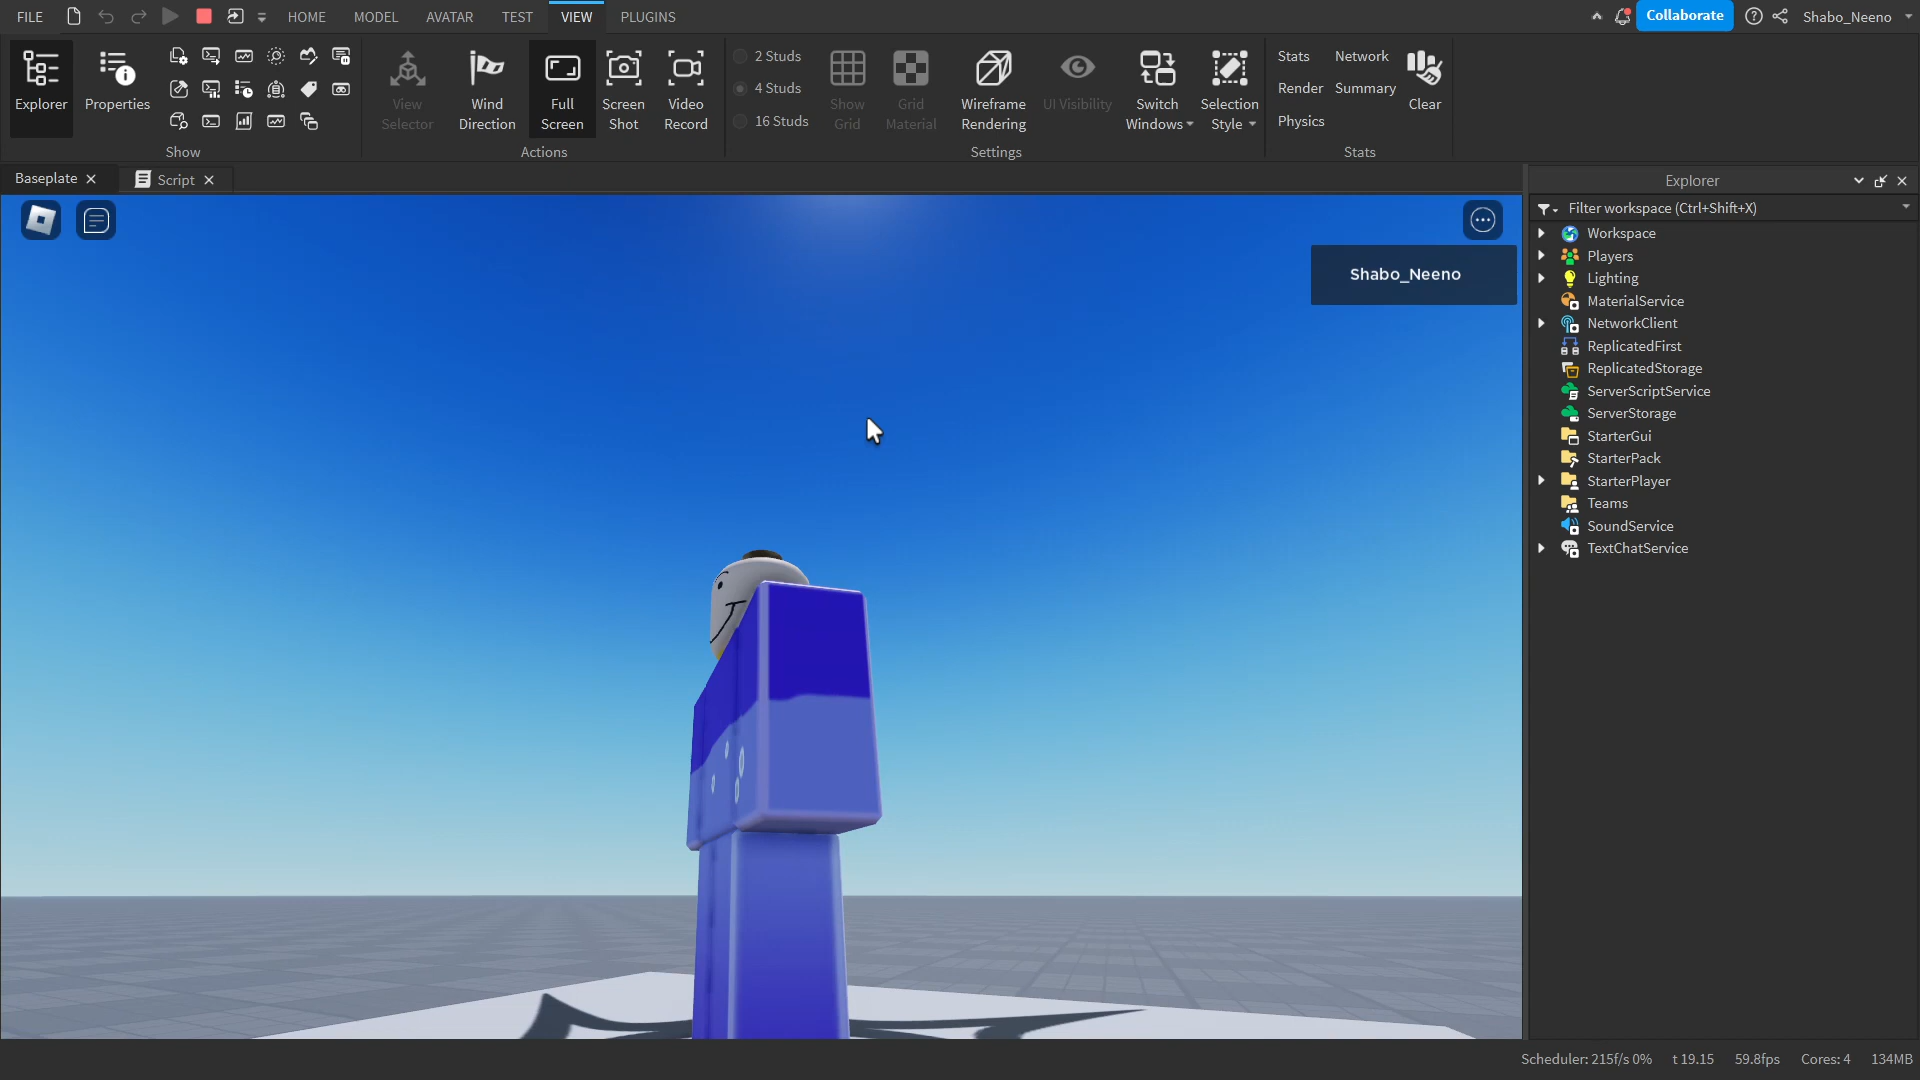 FILE HOME MODEL AVATAR TEST VIEW PLUGINS Collaborate Shabo_Neeno
Explorer
Properties
Show
View
Selector
Wind
Direction
Full
Screen
Screen
Shot
Video
Record
Actions
2 Studs
4 Studs
16 Studs
Show
Grid
Grid
Material
Wireframe
Rendering
UI Visibility
Switch
Windows
Selection
Style
Settings
Stats Network
Render Summary
Physics
Clear
Stats
Baseplate
Script
Shabo_Neeno
Explorer
Filter workspace (Ctrl+Shift+X)
Workspace
Players
Lighting
MaterialService
NetworkClient
ReplicatedFirst
ReplicatedStorage
ServerScriptService
ServerStorage
StarterGui
StarterPack
StarterPlayer
Teams
SoundService
TextChatService
Scheduler: 215f/s 0% t 19.15 59.8fps Cores: 4 134MB